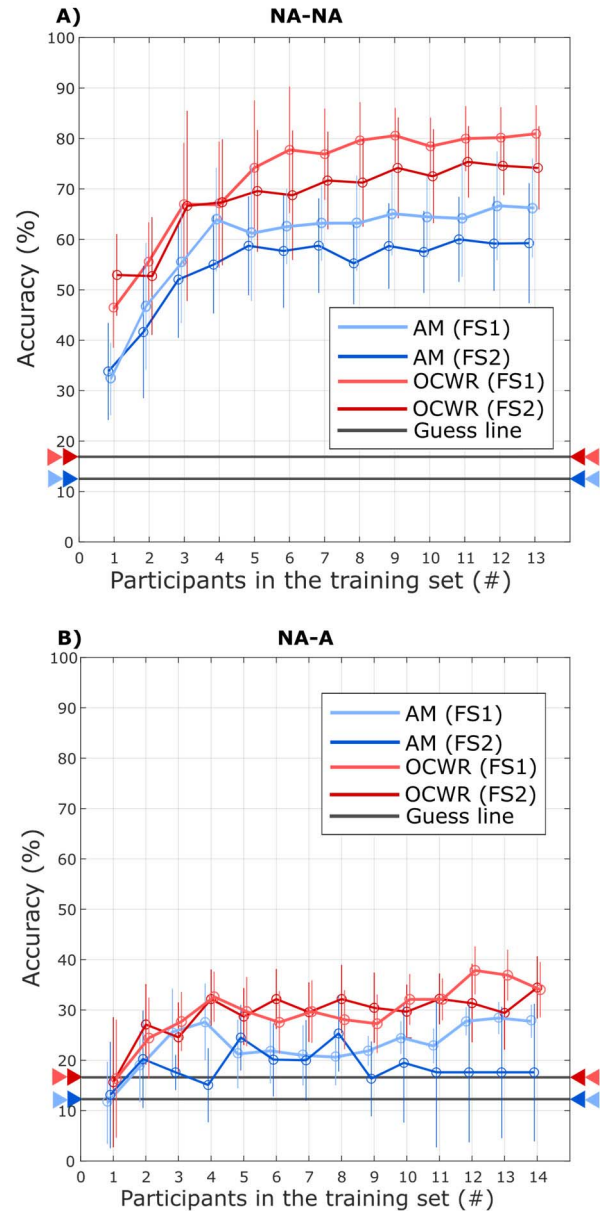 A) NA-NA
100
90
80
70
60
50
40
30
20
10
0
Accuracy (%)
AM (FS1)
AM (FS2)
OCWR (FS1)
OCWR (FS2)
Guess line
0 1 2 3 4 5 6 7 8 9 10 11 12 13
Participants in the training set (#)
B) NA-A
100
90
80
70
60
50
40
30
20
10
0
Accuracy (%)
AM (FS1)
AM (FS2)
OCWR (FS1)
OCWR (FS2)
Guess line
0 1 2 3 4 5 6 7 8 9 10 11 12 13 14
Participants in the training set (#)